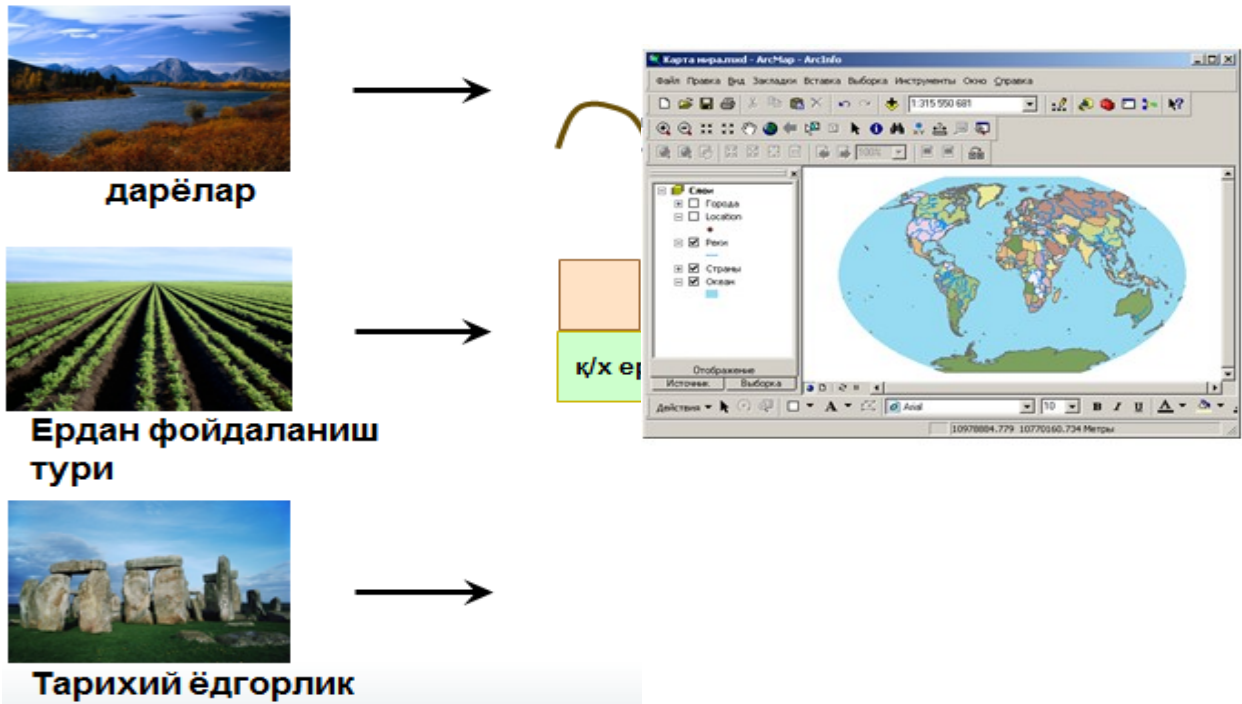 дарёлар
Ердан фойдаланиш
тури
Тарихий ёдгорлик
қ/х ер
Карта мира.mxd - ArcMap - ArcInfo
Файл Правка Вид Закладки Вставка Выборка Инструменты Окно Справка
1:315 550 681
100%
Слои
Города
Location
Реки
Страны
Океан
Отображение
Источник Выборка
Действия A Arial 10 B I U A
10978884.779 10770160.734 Метры